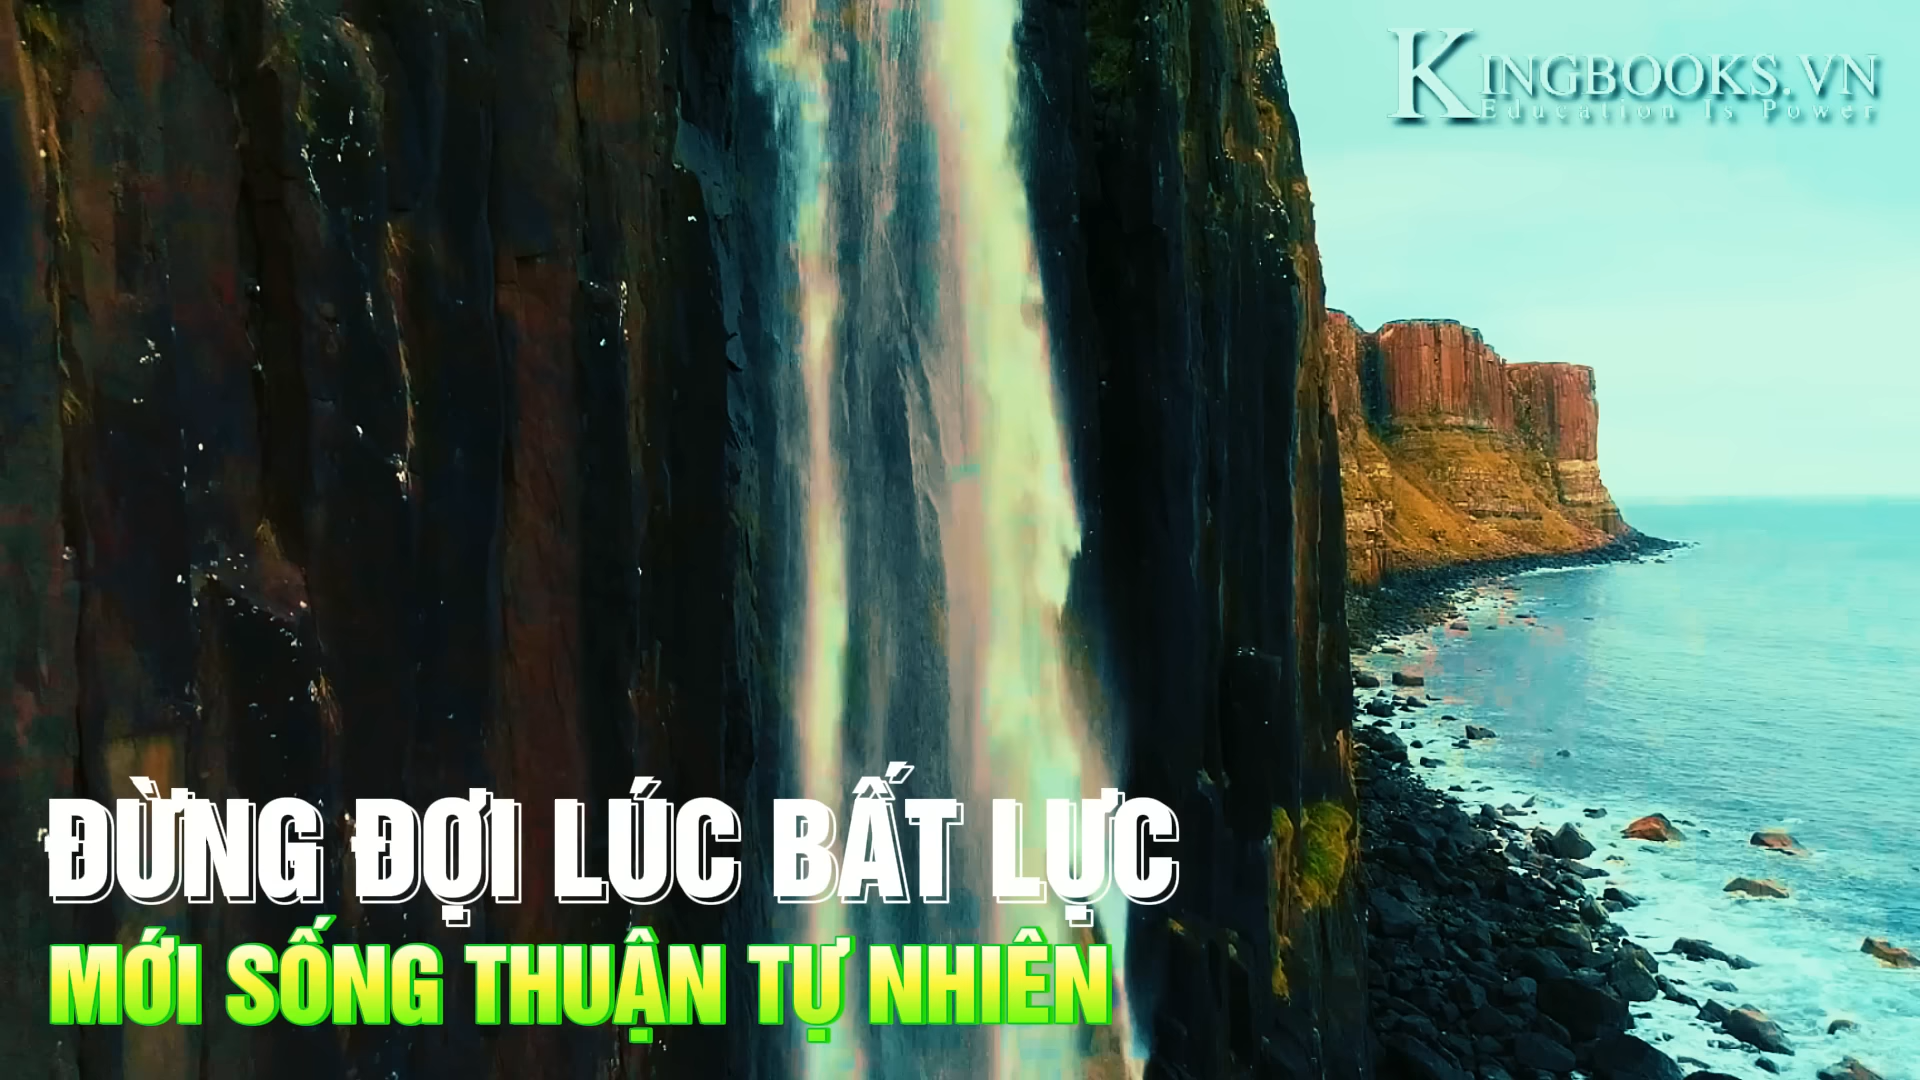 KINGBOOKS.VN
Education Is Power
ĐỪNG ĐỢI LÚC BẤT LỰC
MỚI SỐNG THUẬN TỰ NHIÊN